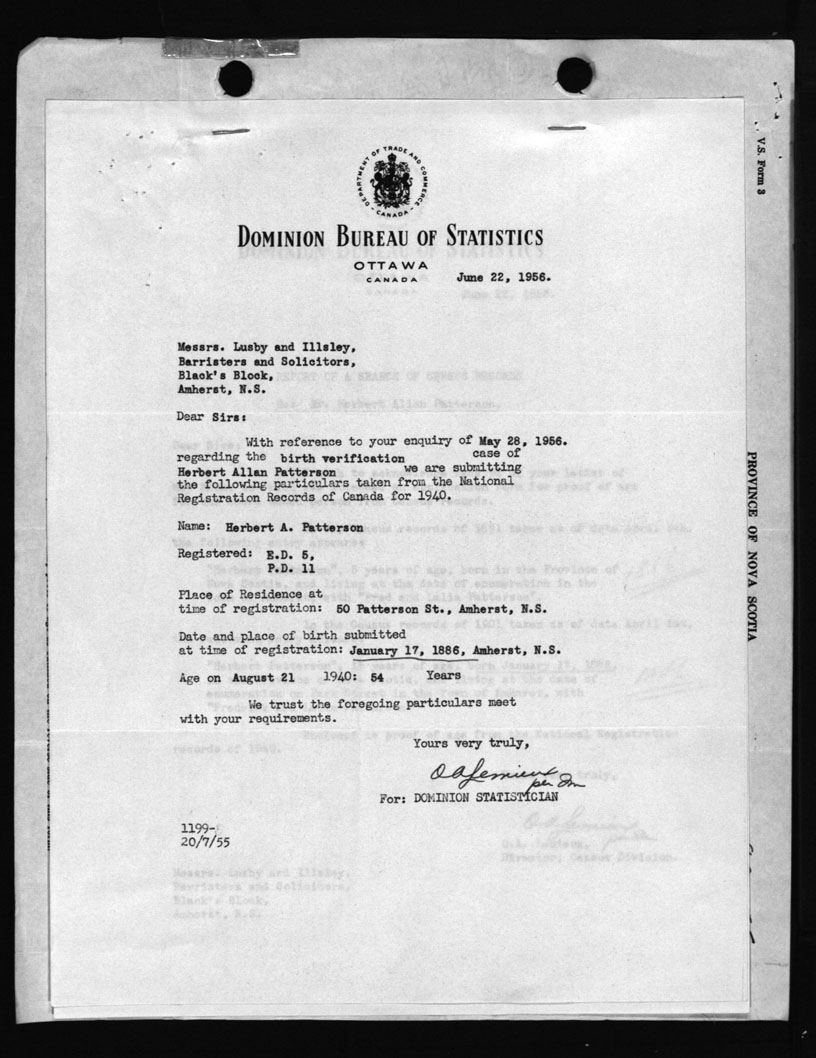 DEPARTMENT OF TRADE AND COMMERCE
- CANADA -
DOMINION BUREAU OF STATISTICS
OTTAWA
CANADA
June 22, 1956.
Messrs. Lusby and Illsley,
Barristers and Solicitors,
Black's Block,
Amherst, N.S.
Dear Sirs:
With reference to your enquiry of May 28, 1956.
regarding the birth verification case of
Herbert Allan Patterson we are submitting
the following particulars taken from the National
Registration Records of Canada for 1940.
Name: Herbert A. Patterson
Registered: E.D. 5,
P.D. 11
Place of Residence at
time of registration: 50 Patterson St., Amherst, N.S.
Date and place of birth submitted
at time of registration: January 17, 1886, Amherst, N.S.
Age on August 21 1940: 54 Years
We trust the foregoing particulars meet
with your requirements.
Yours very truly,
O A Lemieux
per
For: DOMINION STATISTICIAN
1199-
20/7/55
V.S. Form 3
PROVINCE OF NOVA SCOTIA